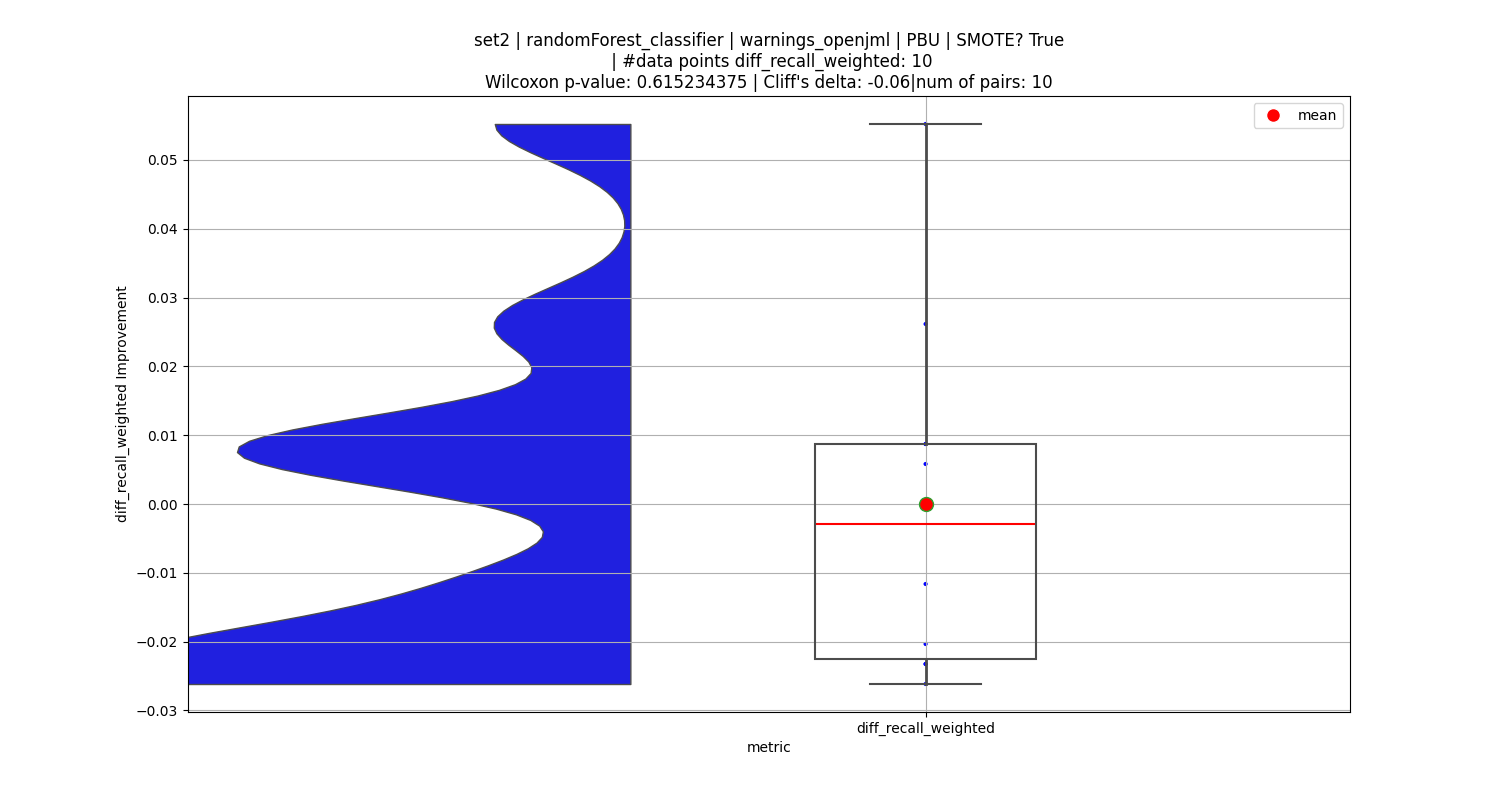 set2 | randomForest_classifier | warnings_openjml | PBU | SMOTE? True
| #data points diff_recall_weighted: 10
Wilcoxon p-value: 0.615234375 | Cliff's delta: -0.06|num of pairs: 10
mean
0.05
0.04
0.03
0.02
0.01
0.00
−0.01
−0.02
−0.03
diff_recall_weighted Improvement
diff_recall_weighted
metric